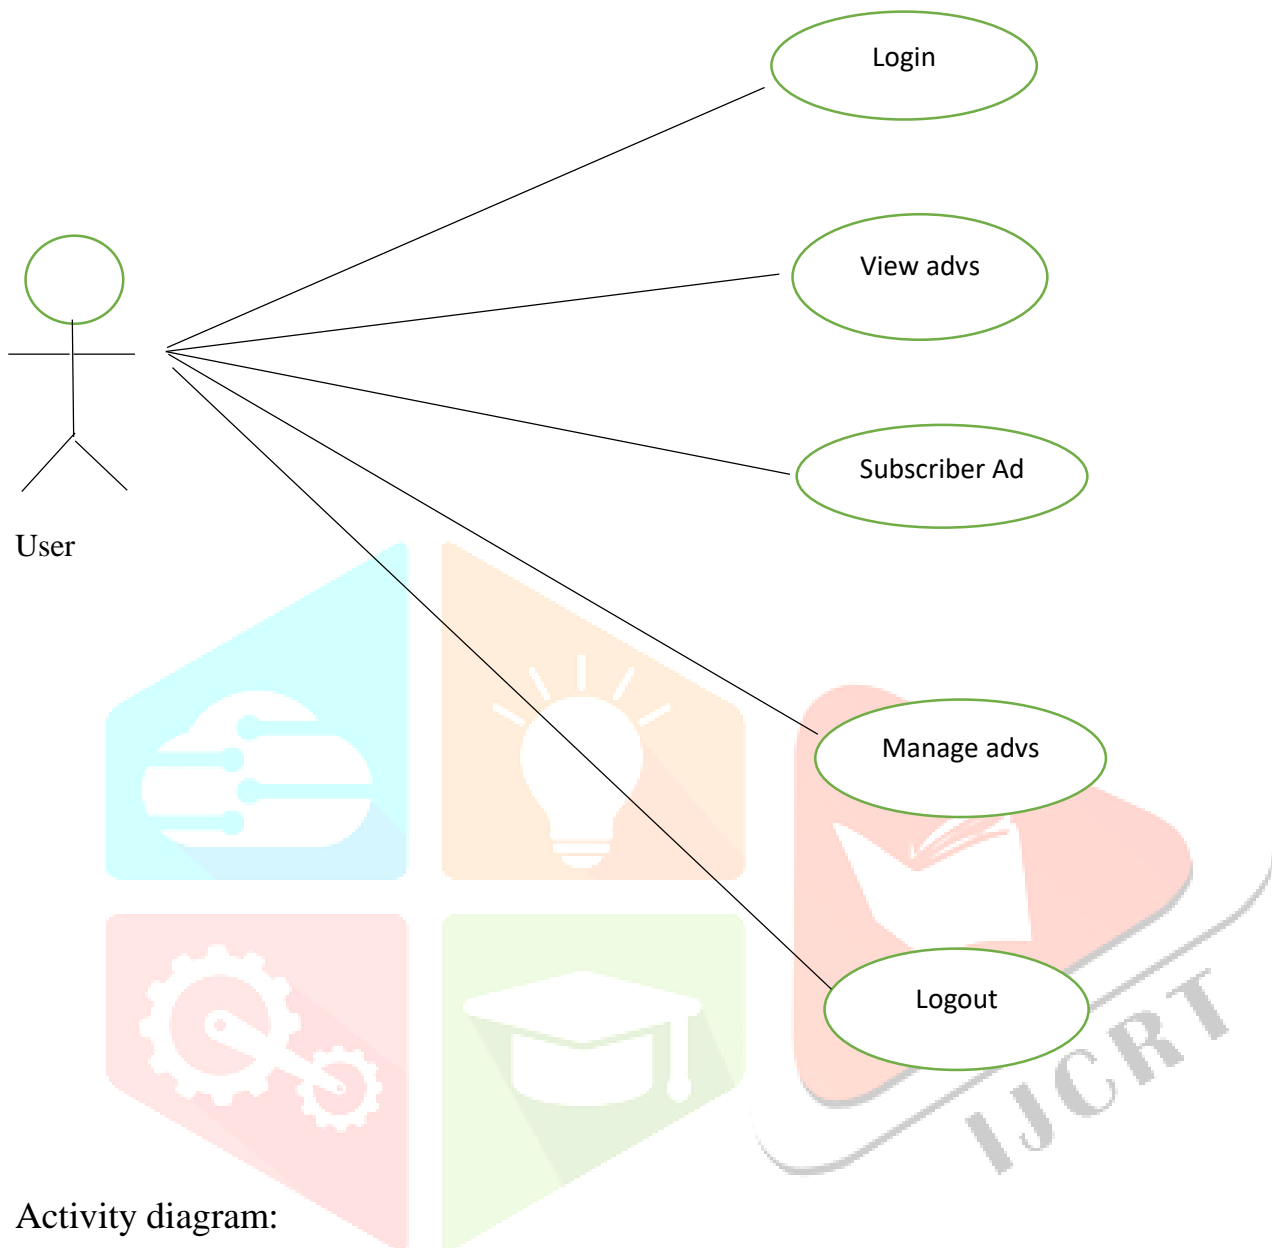 Login
View advs
Subscriber Ad
User
Manage advs
Logout
IJCRT
Activity diagram: